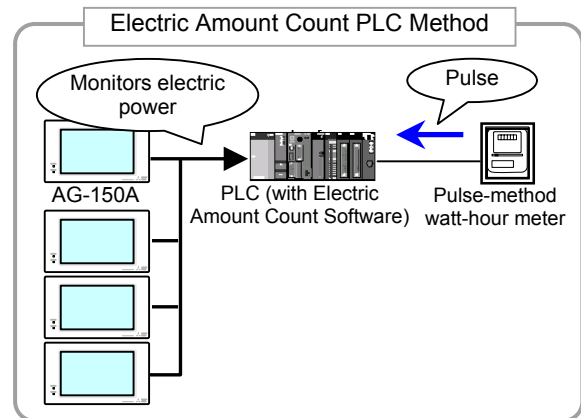 Electric Amount Count PLC Method
Monitors electric
power
Pulse
AG-150A
PLC (with Electric
Amount Count Software)
Pulse-method
watt-hour meter